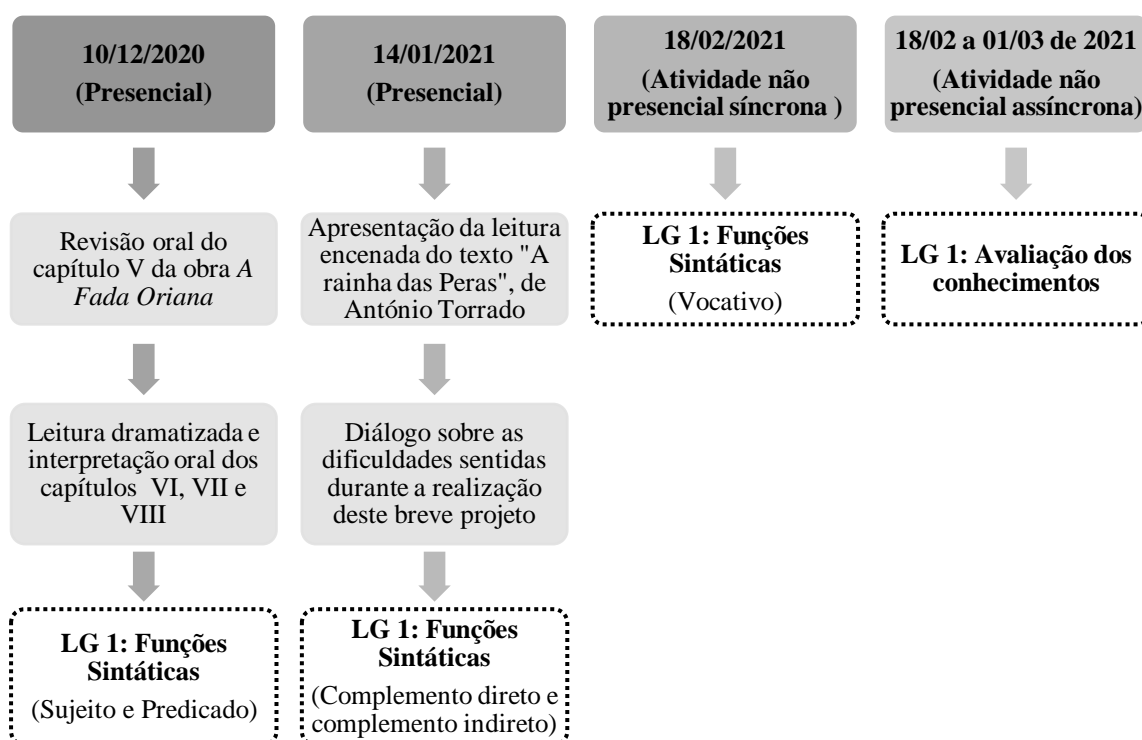 10/12/2020
(Presencial)
Revisão oral do
capítulo V da obra A
Fada Oriana
Leitura dramatizada e
interpretação oral dos
capítulos VI, VII e
VIII
LG 1: Funções
Sintáticas
(Sujeito e Predicado)
14/01/2021
(Presencial)
Apresentação da leitura
encenada do texto "A
rainha das Peras", de
António Torrado
Diálogo sobre as
dificuldades sentidas
durante a realização
deste breve projeto
LG 1: Funções
Sintáticas
(Complemento direto e
complemento indireto)
18/02/2021
(Atividade não
presencial síncrona )
LG 1: Funções
Sintáticas
(Vocativo)
18/02 a 01/03 de 2021
(Atividade não
presencial assíncrona)
LG 1: Avaliação dos
conhecimentos